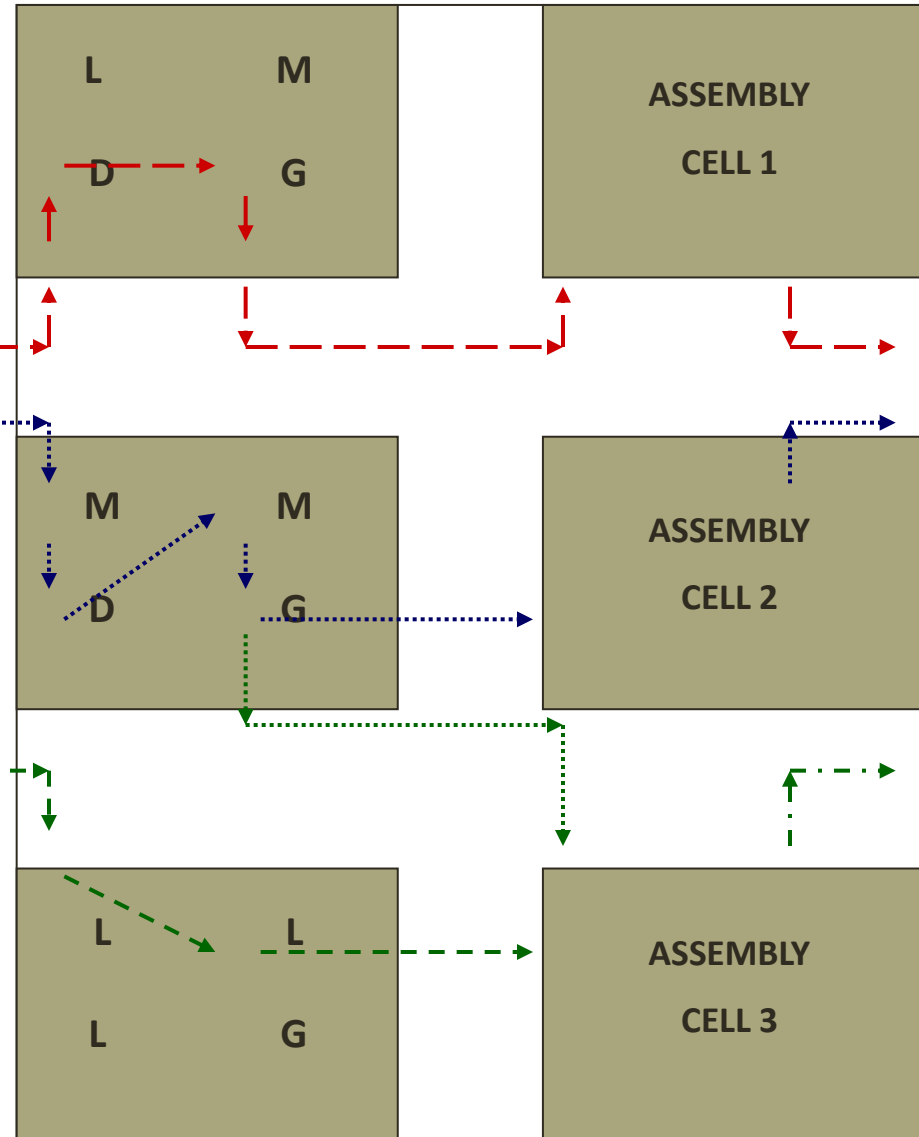 L M
ASSEMBLY
CELL 1
D G
M M
ASSEMBLY
CELL 2
D G
L L
ASSEMBLY
CELL 3
L G